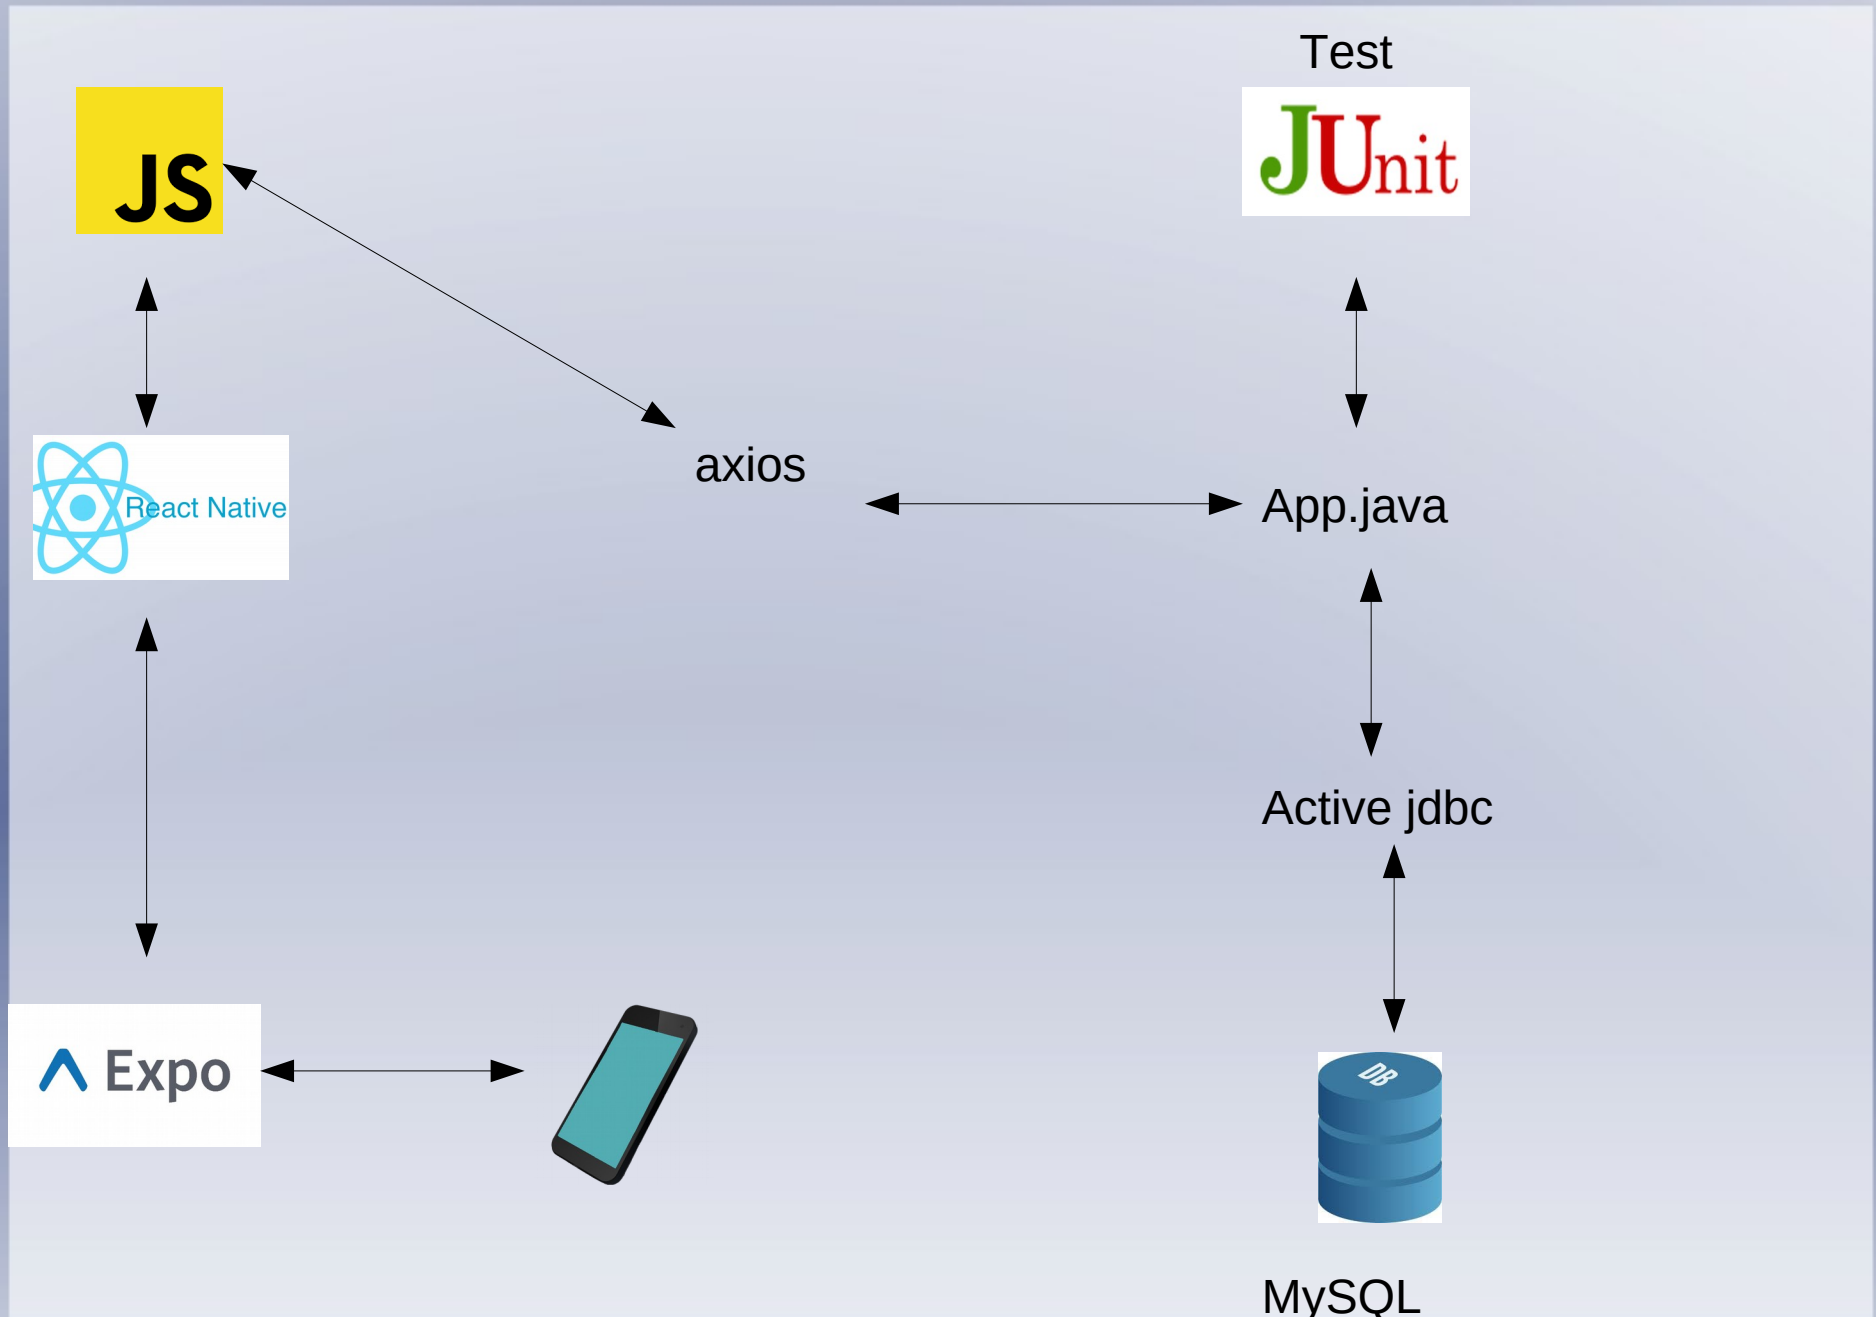 Test
JS
JUnit
axios
React Native
App.java
Active jdbc
Expo
DB
MySQL